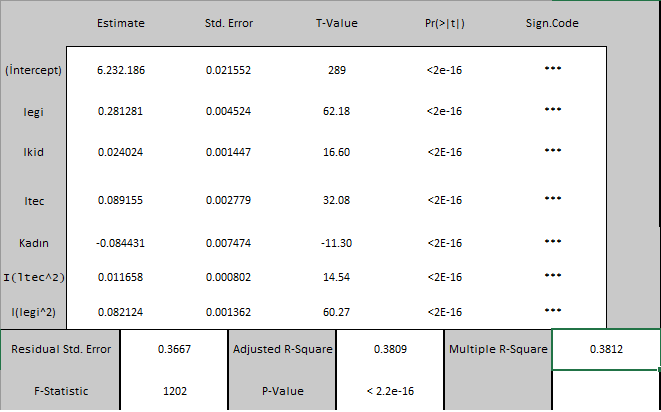 Estimate Std. Error T-Value Pr(>|t|) Sign.Code
(İntercept) 6.232.186 0.021552 289 <2e-16 ***
legi 0.281281 0.004524 62.18 <2e-16 ***
lkid 0.024024 0.001447 16.60 <2E-16 ***
ltec 0.089155 0.002779 32.08 <2E-16 ***
Kadın -0.084431 0.007474 -11.30 <2E-16 ***
I(ltec^2) 0.011658 0.000802 14.54 <2E-16 ***
I(legi^2) 0.082124 0.001362 60.27 <2E-16 ***
Residual Std. Error 0.3667 Adjusted R-Square 0.3809 Multiple R-Square 0.3812
F-Statistic 1202 P-Value < 2.2e-16